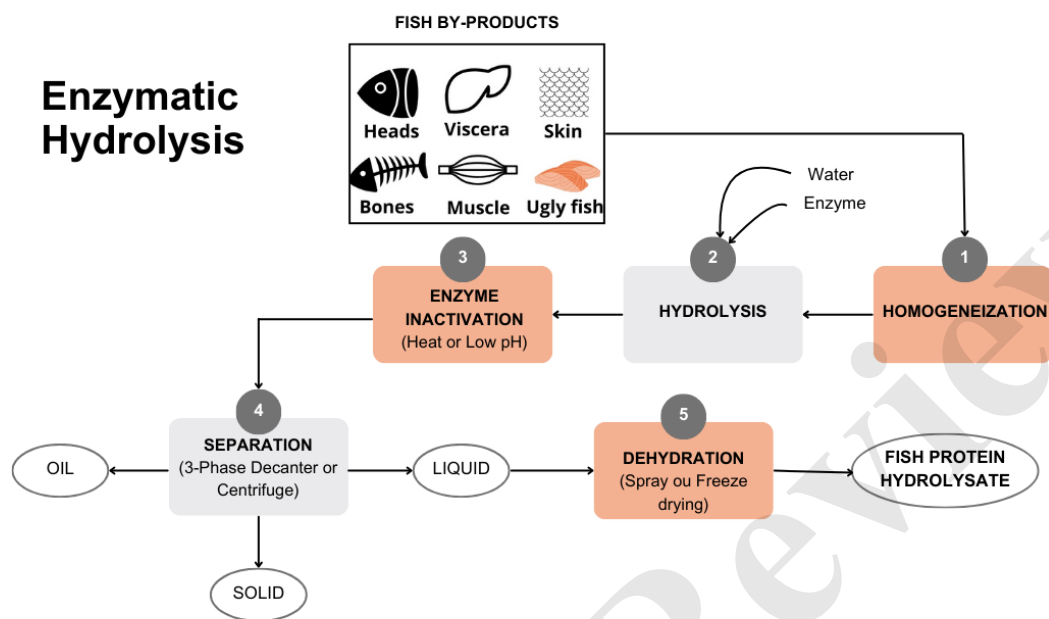 FISH BY-PRODUCTS
Enzymatic
Hydrolysis
Heads Viscera Skin
Bones Muscle Ugly fish
Water
Enzyme
3
2
1
ENZYME
INACTIVATION
(Heat or Low pH)
HYDROLYSIS
HOMOGENEIZATION
4
5
SEPARATION
(3-Phase Decanter or
Centrifuge)
OIL
LIQUID
DEHYDRATION
(Spray ou Freeze
drying)
FISH PROTEIN
HYDROLYSATE
SOLID
Review